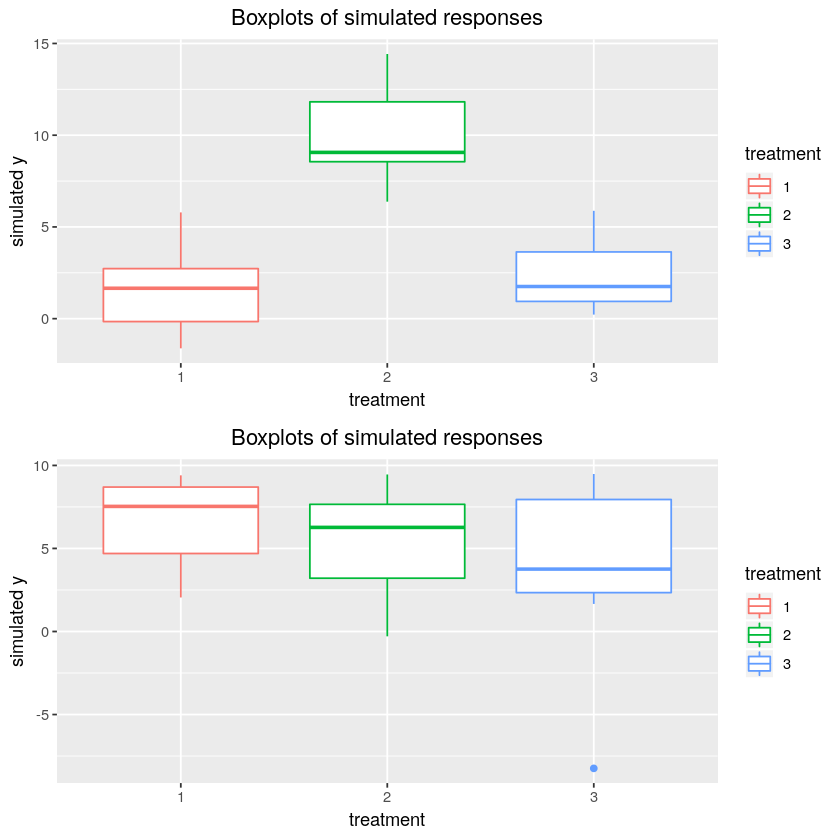 Boxplots of simulated responses
15
10
5
0
simulated y
1
2
3
treatment
treatment
1
2
3
Boxplots of simulated responses
10
5
0
-5
simulated y
1
2
3
treatment
treatment
1
2
3